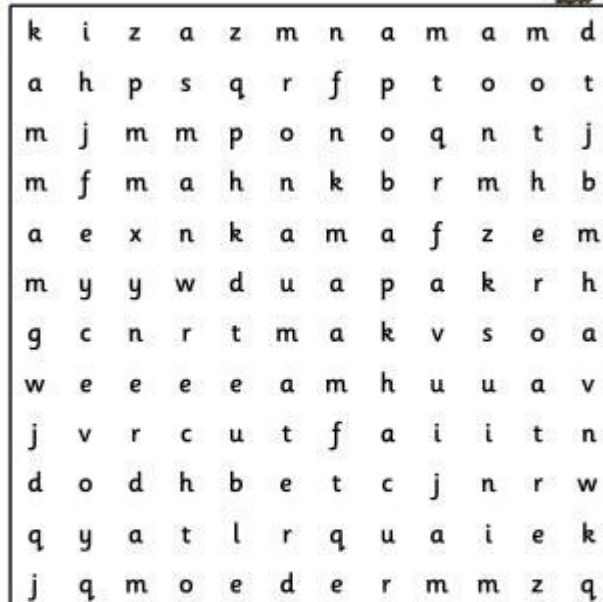 k i z a z m n a m a m d
a h p s q r f p t o o t
m j m m p o n o q n t j
m f m a h n k b r m h b
a e x n k a m a f z e m
m y y w d u a p a k r h
g c n r t m a k v s o a
w e e e e a m h u u a v
j v r c u t f a i i t n
d o d h b e t c j n r w
q y a t l r q u a i e k
j q m o e d e r m m z q